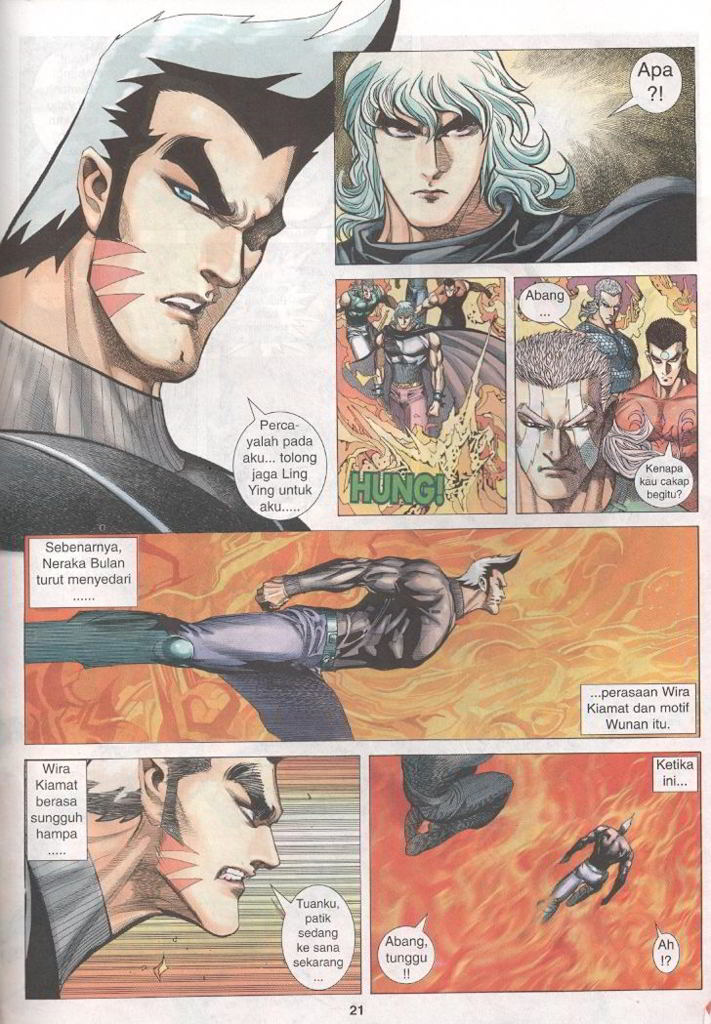 Perca-
yalah pada
aku... tolong
jaga Ling
Ying untuk
aku.....
Apa
?!
HUNG!
Abang
...
Kenapa
kau cakap
begitu?
Sebenarnya,
Neraka Bulan
turut menyedari
......
...perasaan Wira
Kiamat dan motif
Wunan itu.
Wira
Kiamat
berasa
sungguh
hampa
.....
Tuanku,
patik
sedang
ke sana
sekarang
...
Ketika
ini...
Abang,
tunggu
!!
Ah
!?
21